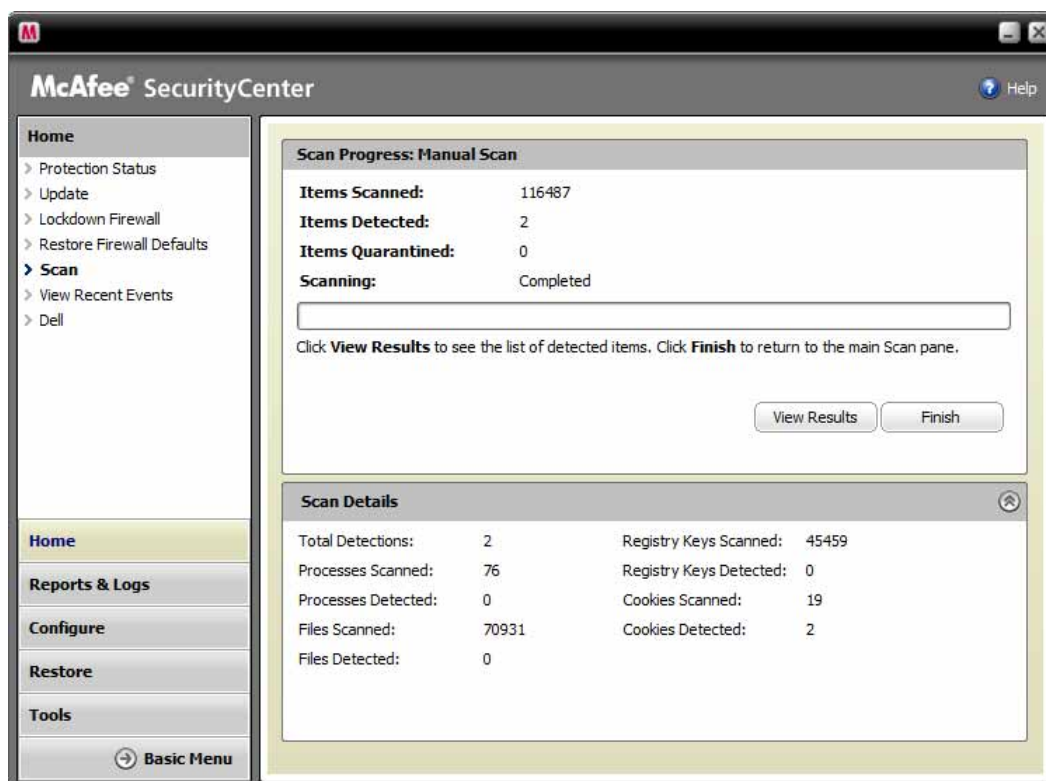 McAfee® SecurityCenter
Help
Home
Protection Status
Update
Lockdown Firewall
Restore Firewall Defaults
Scan
View Recent Events
Dell
Home
Reports & Logs
Configure
Restore
Tools
Basic Menu
Scan Progress: Manual Scan
Items Scanned: 116487
Items Detected: 2
Items Quarantined: 0
Scanning: Completed
Click View Results to see the list of detected items. Click Finish to return to the main Scan pane.
View Results Finish
Scan Details
Total Detections: 2 Registry Keys Scanned: 45459
Processes Scanned: 76 Registry Keys Detected: 0
Processes Detected: 0 Cookies Scanned: 19
Files Scanned: 70931 Cookies Detected: 2
Files Detected: 0